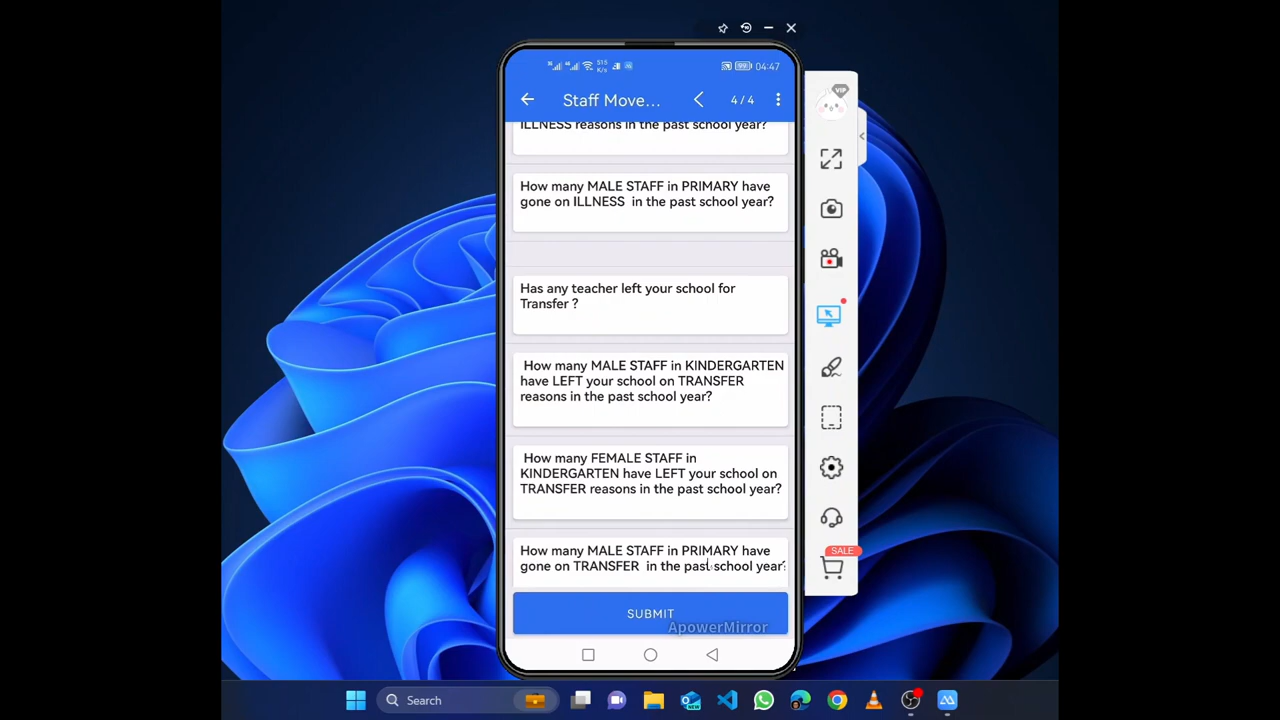 515
K/s
04:47
Staff Move...
4 / 4
VIP
ILLNESS reasons in the past school year?
How many MALE STAFF in PRIMARY have
gone on ILLNESS  in the past school year?
Has any teacher left your school for
Transfer ?
How many MALE STAFF in KINDERGARTEN
have LEFT your school on TRANSFER
reasons in the past school year?
How many FEMALE STAFF in
KINDERGARTEN have LEFT your school on
TRANSFER reasons in the past school year?
How many MALE STAFF in PRIMARY have
gone on TRANSFER  in the past school year?
SALE
SUBMIT
ApowerMirror
Search